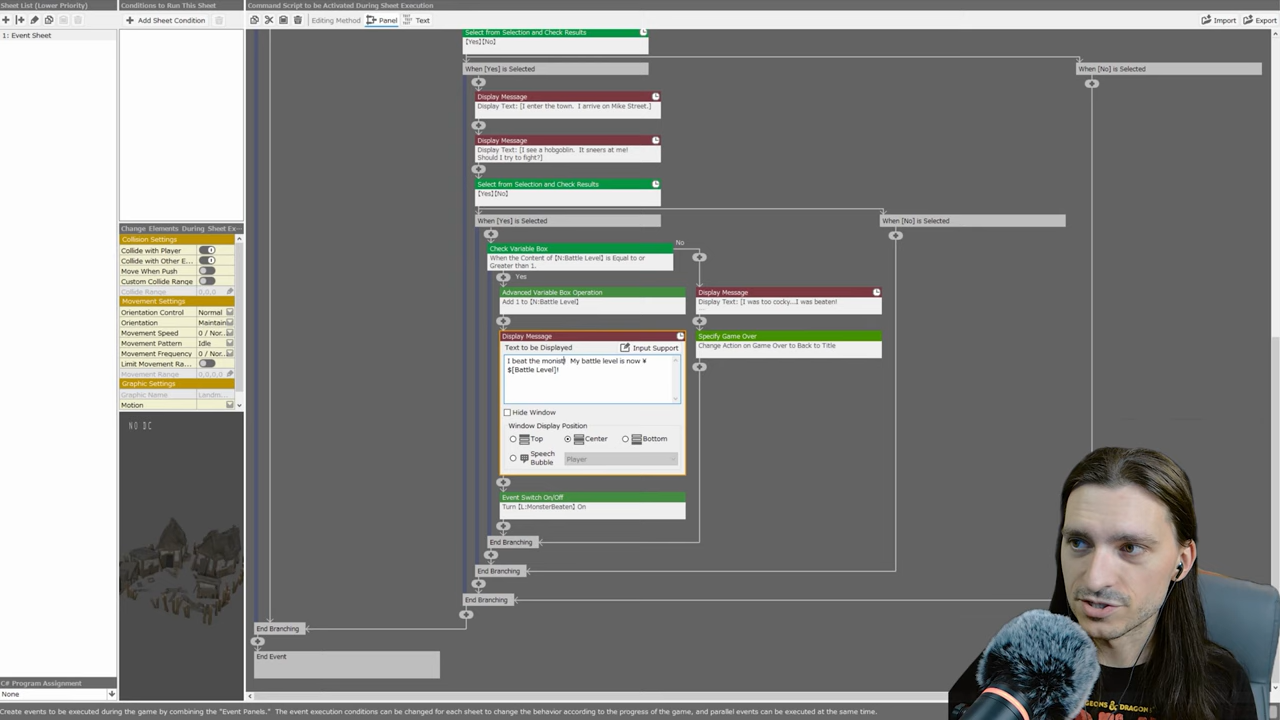 Sheet List (Lower Priority)
Conditions to Run This Sheet
Command Script to be Activated During Sheet Execution
Add Sheet Condition
Editing Method
Panel
Text
Import
Export
1: Event Sheet
Select from Selection and Check Results
[Yes][No]
When [Yes] is Selected
When [No] is Selected
Display Message
Display Text: [I enter the town. I arrive on Mike Street.]
Display Message
Display Text: [I see a hobgoblin. It sneers at me!
Should I try to fight?]
Select from Selection and Check Results
[Yes][No]
When [Yes] is Selected
When [No] is Selected
Check Variable Box
No
When the Content of 【N:Battle Level】 is Equal to or
Greater than 1.
Yes
Advanced Variable Box Operation
Add 1 to 【N:Battle Level】
Display Message
Display Text: [I was too cocky...I was beaten!
Display Message
Text to be Displayed
Input Support
My battle level is now ¥
$[Battle Level]!
Hide Window
Window Display Position
Top
Center
Bottom
Speech
Bubble
Player
Specify Game Over
Change Action on Game Over to Back to Title
Event Switch On/Off
Turn 【L:MonsterBeaten】 On
End Branching
End Branching
End Branching
End Branching
End Event
Change Elements During Sheet Ex...
Collision Settings
Collide with Player
Collide with Other E...
Move When Push
Custom Collide Range
Collide Range
0,0,0
Movement Settings
Orientation Control
Normal
Orientation
Maintain
Movement Speed
0 / Nor...
Movement Pattern
Idle
Movement Frequency
0 / Nor...
Limit Movement Ra...
Movement Range
0,0,0,0
Graphic Settings
Graphic Name
Landm...
Motion
NO DC
C# Program Assignment
None
Create events to be executed during the game by combining the "Event Panels." The event execution conditions can be changed for each sheet to change the behavior according to the progress of the game, and parallel events can be executed at the same time.
DUNGEONS & DRAGONS